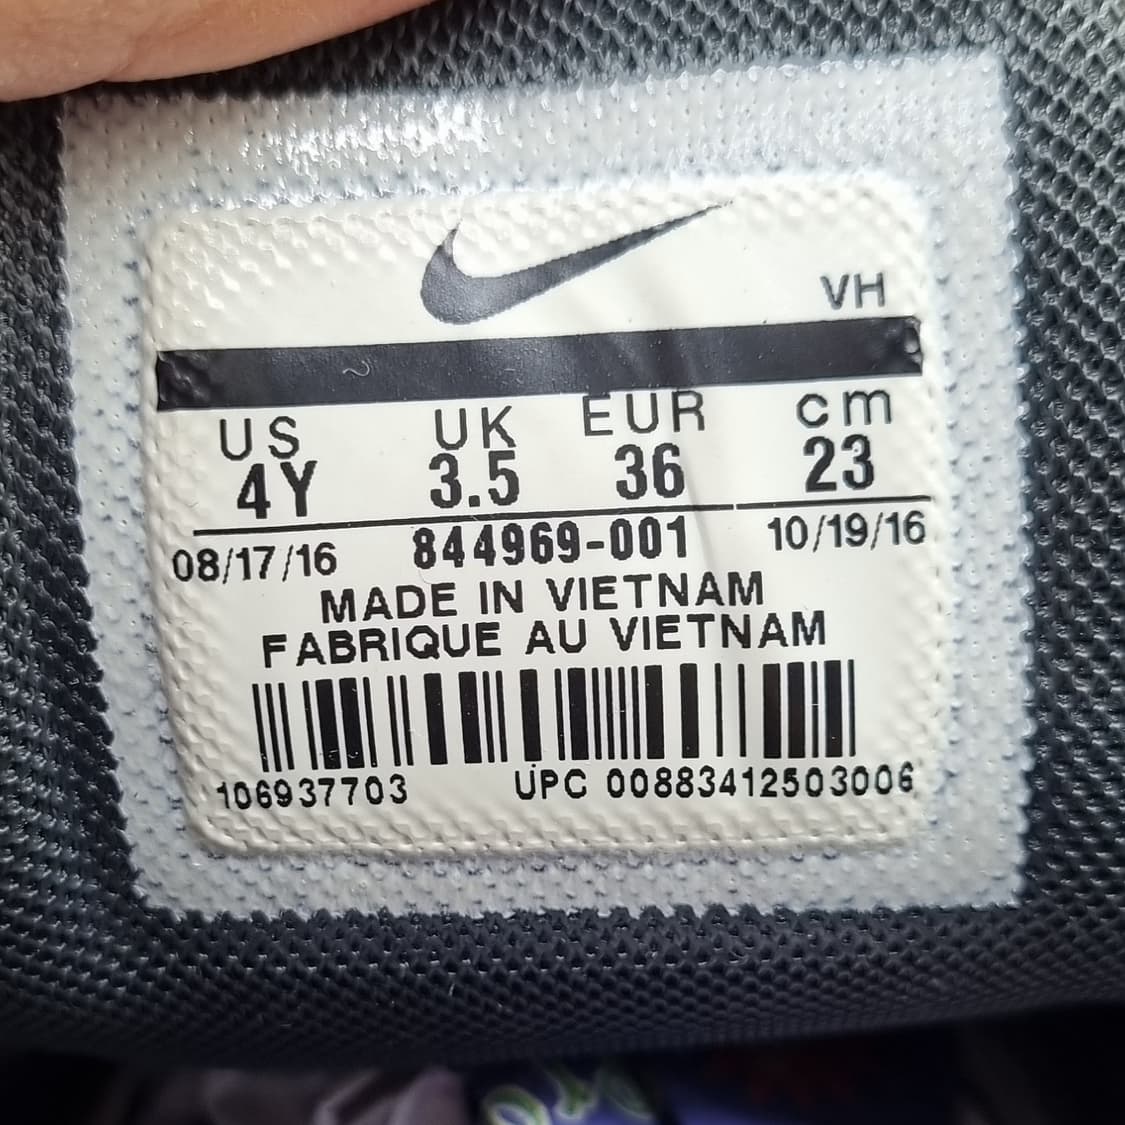 VH
US UK EUR cm
4Y 3.5 36 23
08/17/16 844969-001 10/19/16
MADE IN VIETNAM
FABRIQUE AU VIETNAM
106937703 UPC 00883412503006